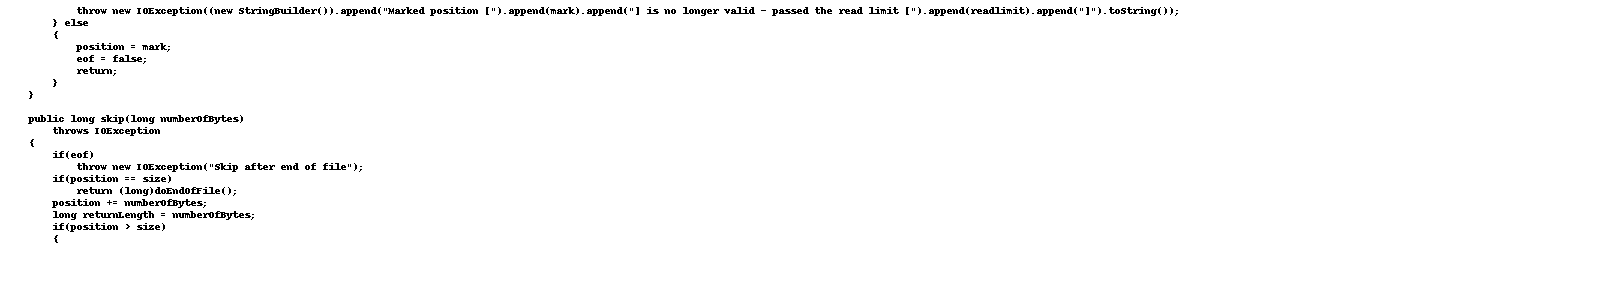 throw new IOException((new StringBuilder()).append("Marked position [").append(mark).append("] is no longer valid - passed the read limit [").append(readlimit).append("]").toString());
} else
{
position = mark;
eof = false;
return;
}
}
public long skip(long numberOfBytes)
throws IOException
{
if(eof)
throw new IOException("Skip after end of file");
if(position == size)
return (long)doEndOfFile();
position += numberOfBytes;
long returnLength = numberOfBytes;
if(position > size)
{